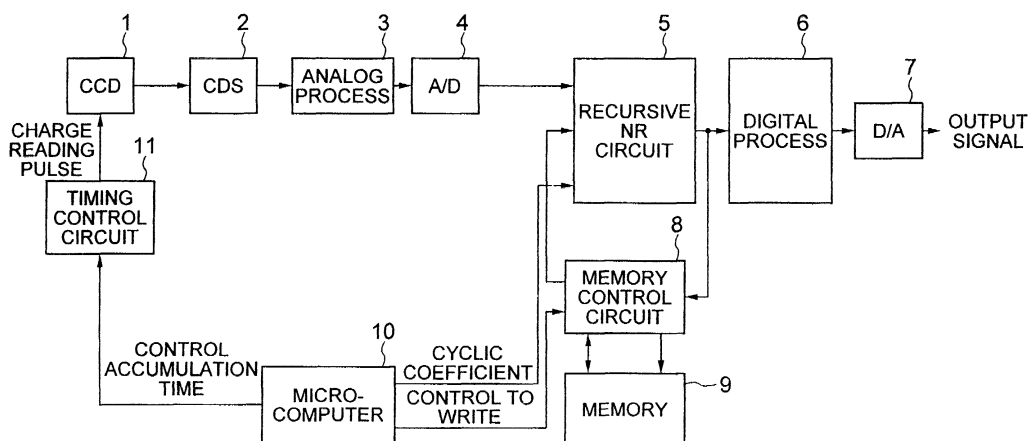 1
2
3
4
5
6
7
CCD
CDS
ANALOG
PROCESS
A/D
RECURSIVE
NR
CIRCUIT
DIGITAL
PROCESS
D/A
OUTPUT
SIGNAL
CHARGE
READING
PULSE
11
TIMING
CONTROL
CIRCUIT
8
MEMORY
CONTROL
CIRCUIT
CONTROL
ACCUMULATION
TIME
10
MICRO-
COMPUTER
CYCLIC
COEFFICIENT
CONTROL TO
WRITE
MEMORY
9